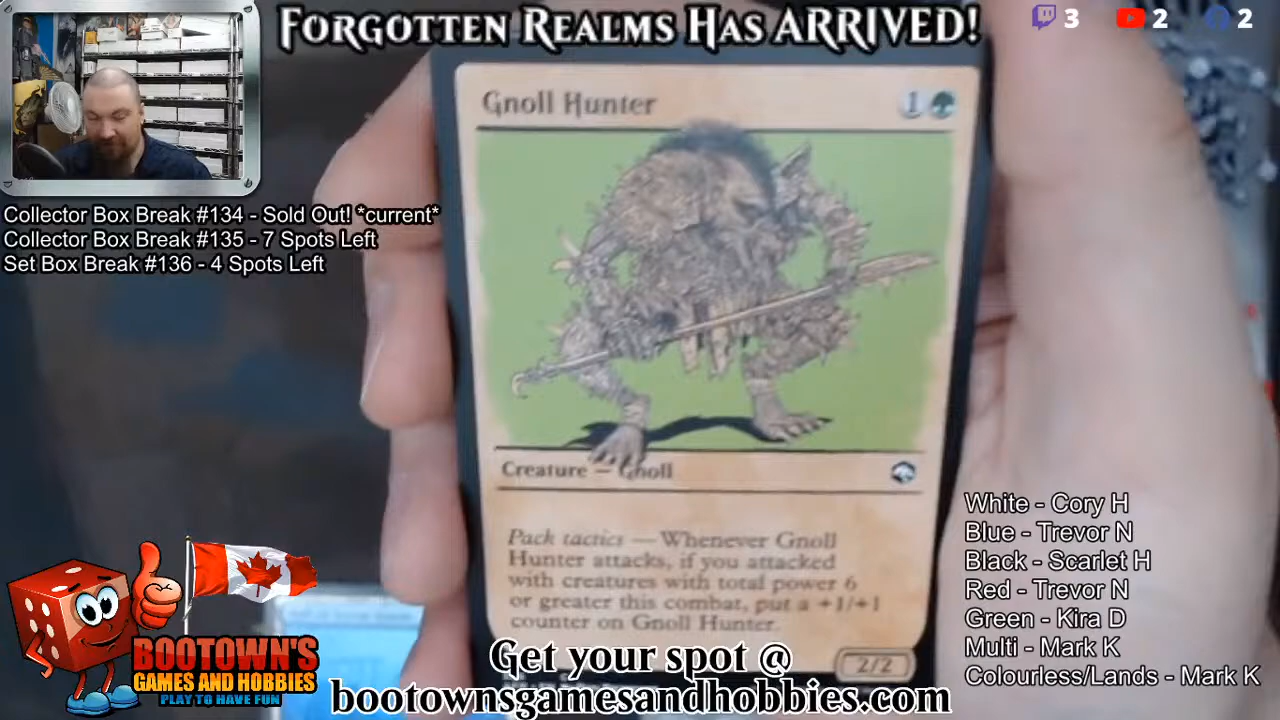 FORGOTTEN REALMS HAS ARRIVED!
3 2 2
Collector Box Break #134 - Sold Out! *current*
Collector Box Break #135 - 7 Spots Left
Set Box Break #136 - 4 Spots Left
Gnoll Hunter 1
Creature — Gnoll
Pack tactics — Whenever Gnoll
Hunter attacks, if you attacked
with creatures with total power 6
or greater this combat, put a +1/+1
counter on Gnoll Hunter.
2/2
White - Cory H
Blue - Trevor N
Black - Scarlet H
Red - Trevor N
Green - Kira D
Multi - Mark K
Colourless/Lands - Mark K
BOOTOWN'S
GAMES AND HOBBIES
PLAY TO HAVE FUN
Get your spot @
bootownsgamesandhobbies.com